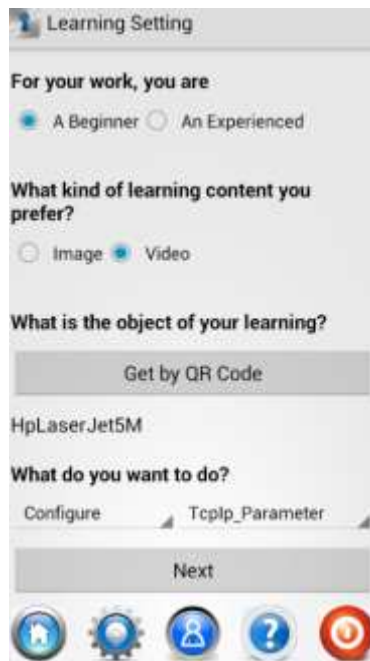 Learning Setting
For your work, you are
A Beginner An Experienced
What kind of learning content you
prefer?
Image Video
What is the object of your learning?
Get by QR Code
HpLaserJet5M
What do you want to do?
Configure TcpIp_Parameter
Next
?